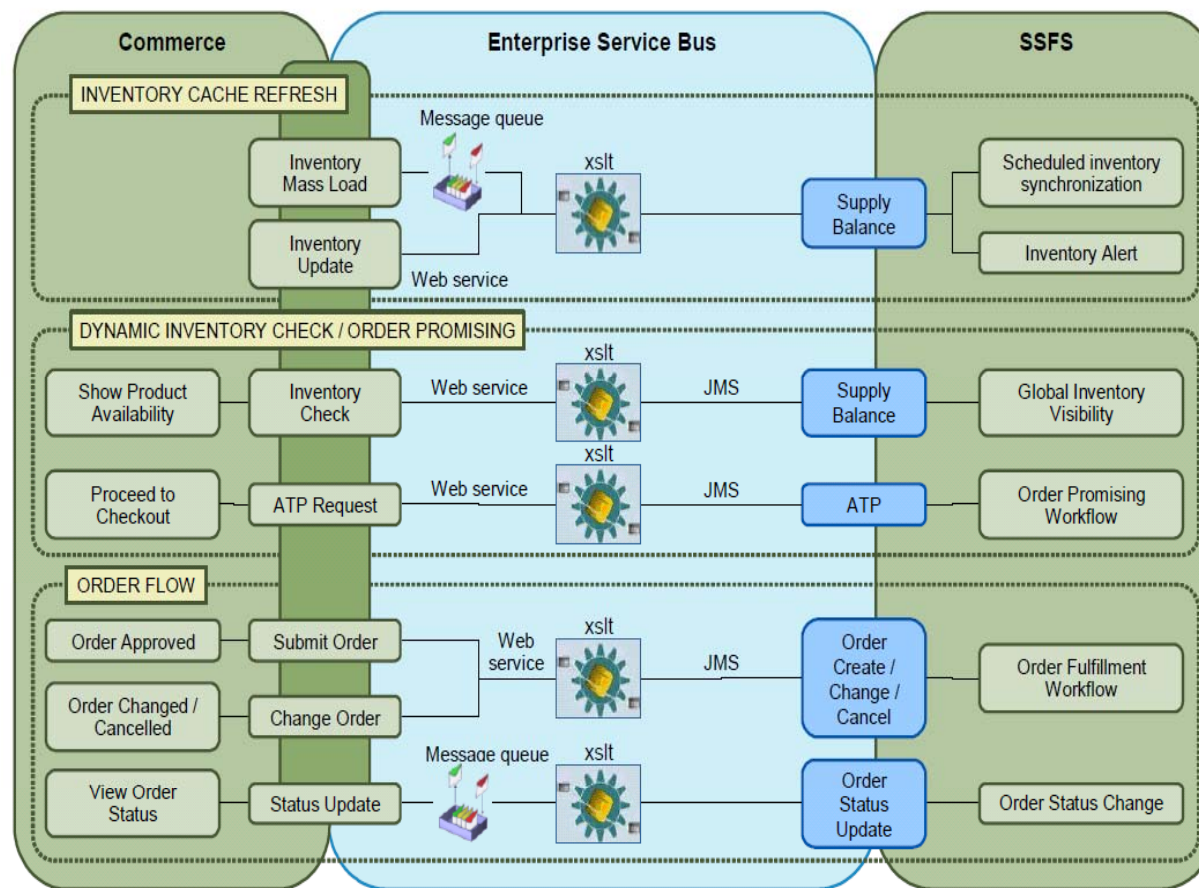 Commerce
Enterprise Service Bus
SSFS
INVENTORY CACHE REFRESH
Message queue
Inventory
Mass Load
xslt
Scheduled inventory
synchronization
Supply
Balance
Inventory
Update
Web service
Inventory Alert
DYNAMIC INVENTORY CHECK / ORDER PROMISING
xslt
Show Product
Availability
Inventory
Check
Web service
JMS
Supply
Balance
Global Inventory
Visibility
xslt
Proceed to
Checkout
ATP Request
Web service
JMS
ATP
Order Promising
Workflow
ORDER FLOW
xslt
Order Approved
Submit Order
Web
service
JMS
Order
Create /
Change /
Cancel
Order Fulfillment
Workflow
Order Changed /
Cancelled
Change Order
Message queue
xslt
View Order
Status
Status Update
Order
Status
Update
Order Status Change